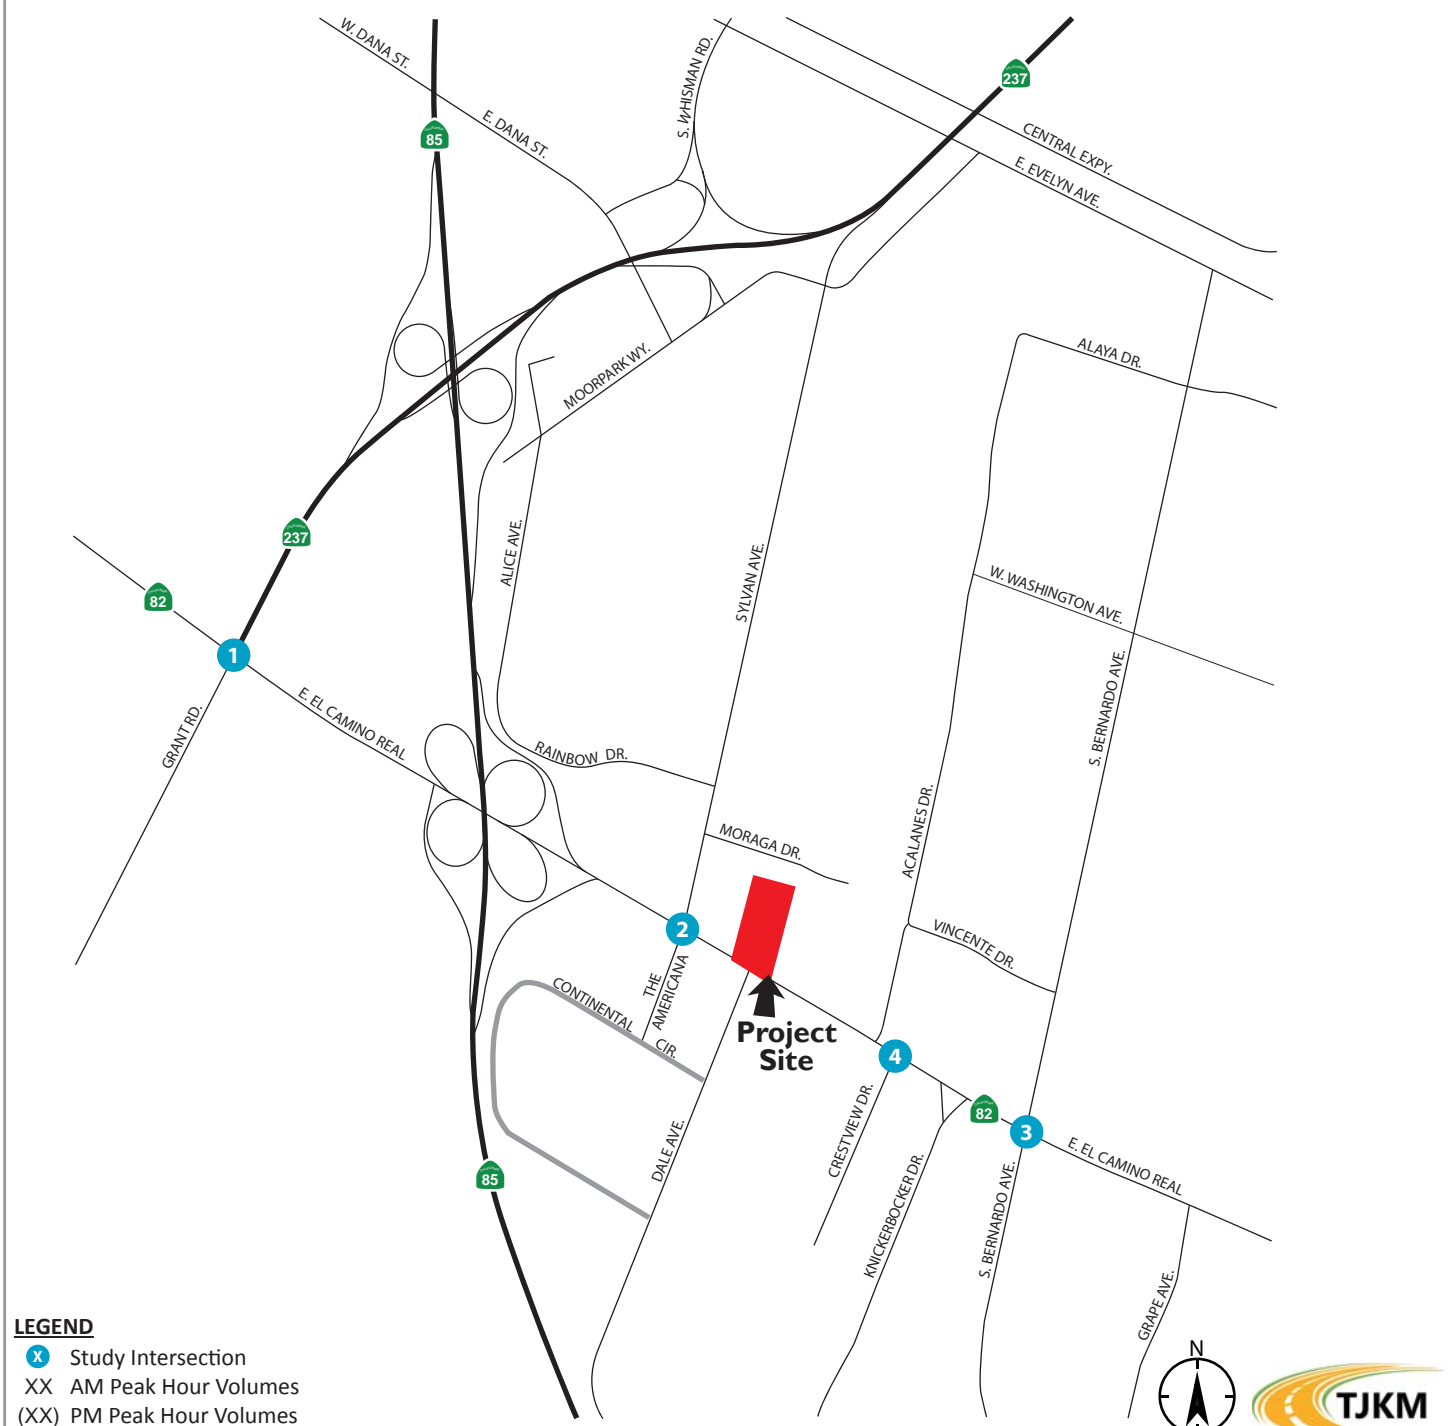 W. DANA ST.
S. WHISMAN RD.
237
85
E. DANA ST.
CENTRAL EXPY.
E. EVELYN AVE.
ALAYA DR.
MOORPARK WY.
237
ALICE AVE.
SYLVAN AVE.
W. WASHINGTON AVE.
82
1
GRANT RD.
E. EL CAMINO REAL
S. BERNARDO AVE.
RAINBOW DR.
MORAGA DR.
ACALANES DR.
2
VINCENTE DR.
THE
AMERICANA
CONTINENTAL
CIR.
Project
Site
4
82
3
CRESTVIEW DR.
DALE AVE.
E. EL CAMINO REAL
85
KNICKERBOCKER DR.
S. BERNARDO AVE.
GRAPE AVE.
LEGEND
X Study Intersection
XX AM Peak Hour Volumes
(XX) PM Peak Hour Volumes
N
TJKM